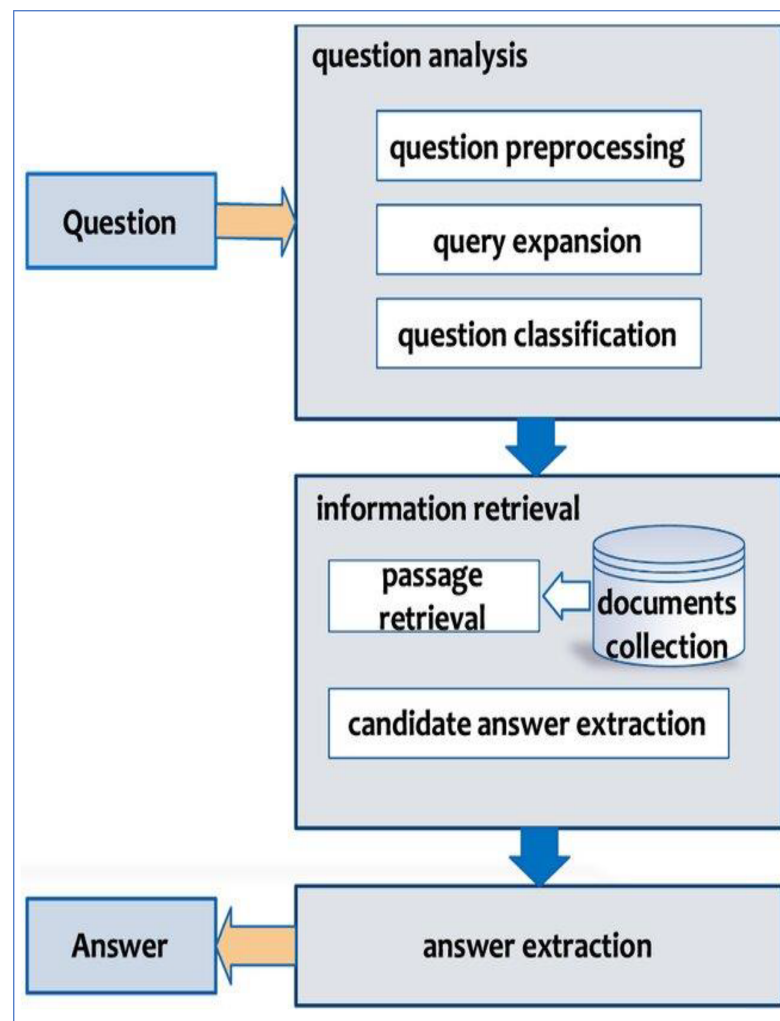 question analysis
question preprocessing
Question
query expansion
question classification
information retrieval
passage
retrieval
documents
collection
candidate answer extraction
Answer
answer extraction